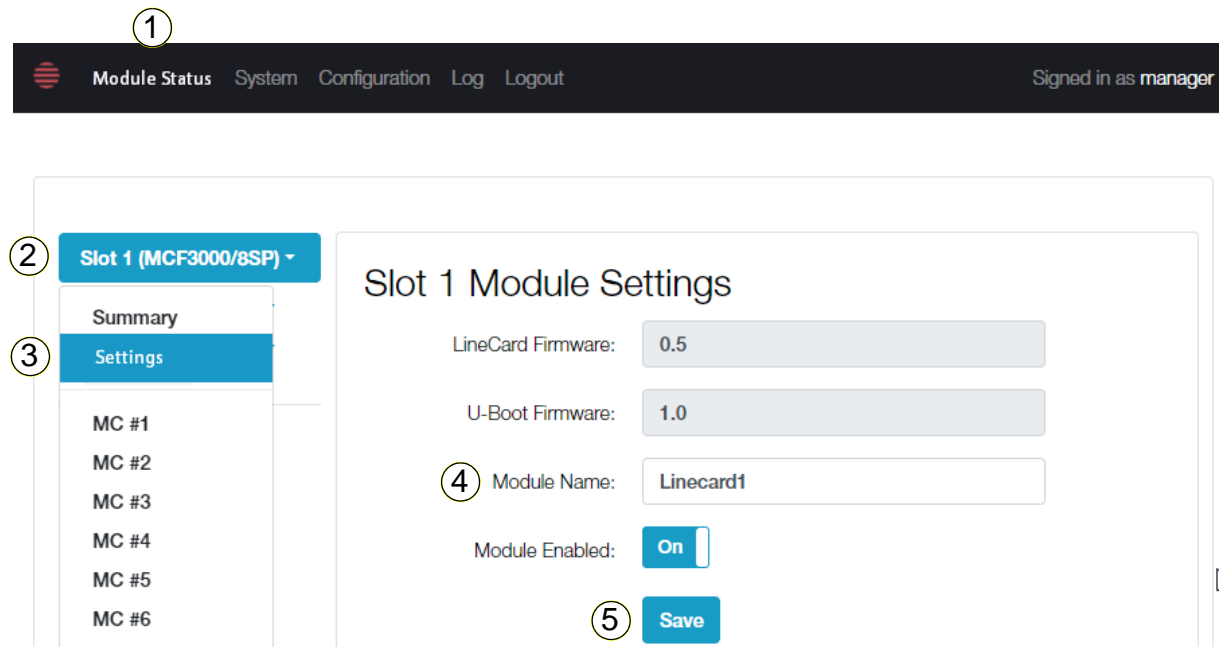 1
Module Status System Configuration Log Logout Signed in as manager
2 Slot 1 (MCF3000/8SP)
Summary
3 Settings
MC #1
MC #2
MC #3
MC #4
MC #5
MC #6
Slot 1 Module Settings
LineCard Firmware: 0.5
U-Boot Firmware: 1.0
4 Module Name: Linecard1
Module Enabled: On
5 Save